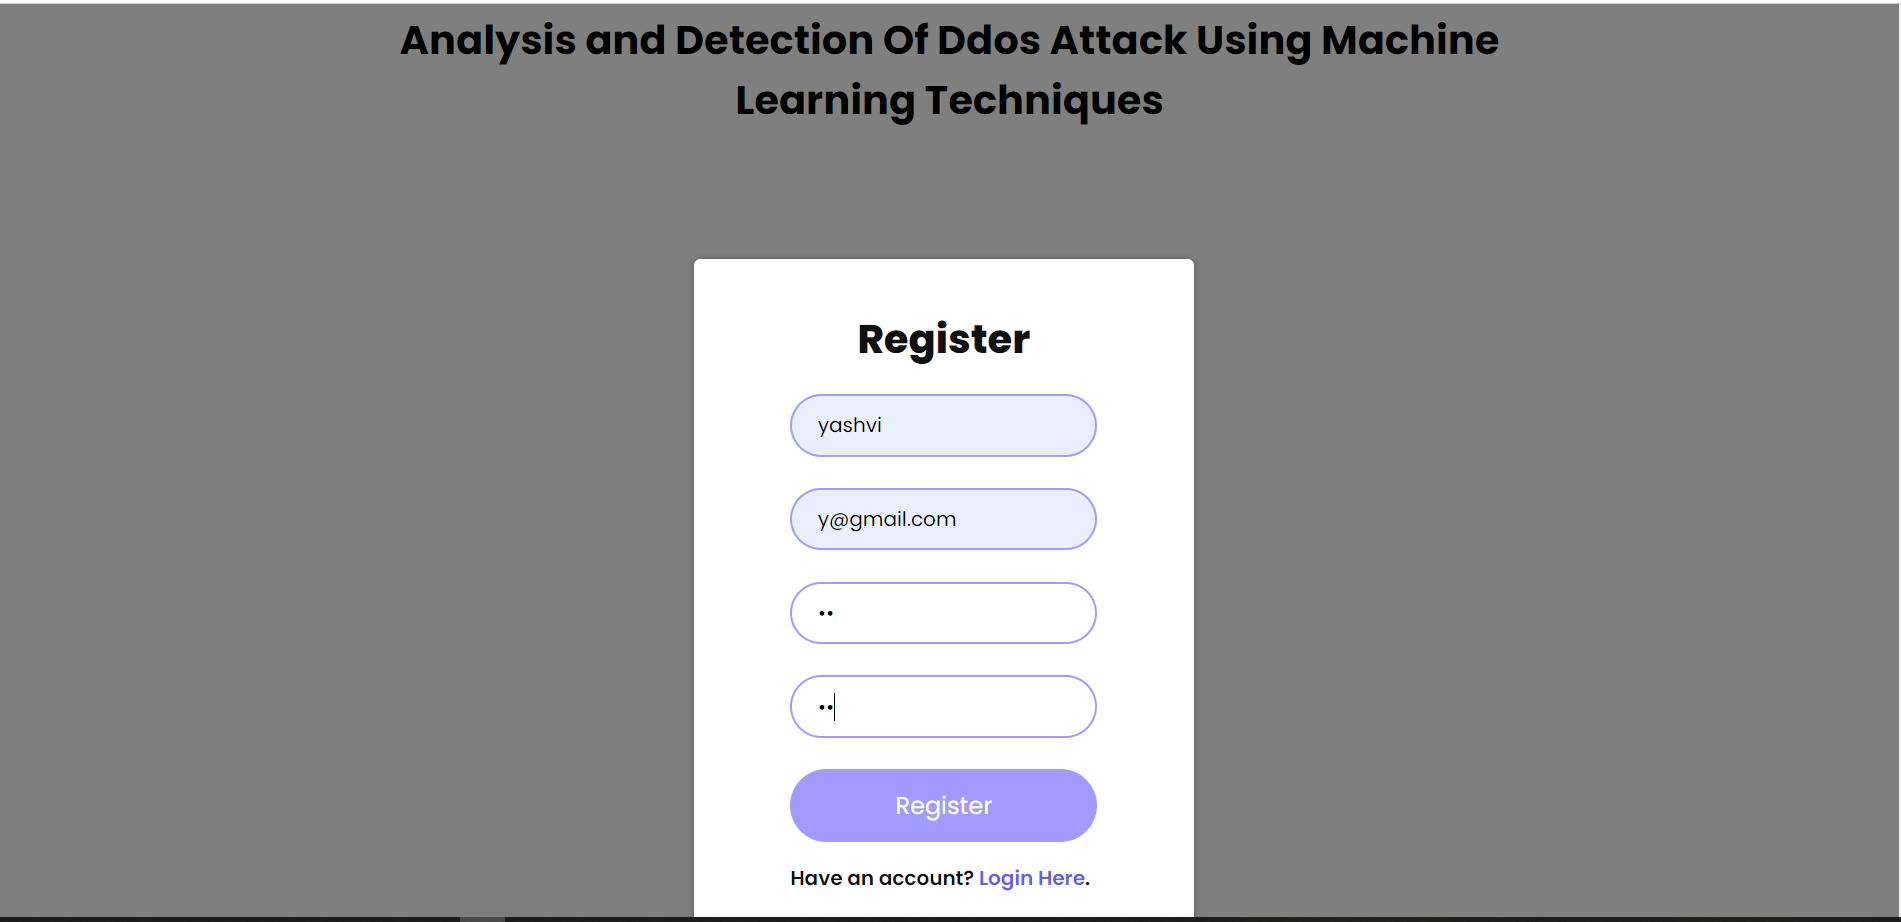 Analysis and Detection Of Ddos Attack Using Machine
Learning Techniques
Register
yashvi
y@gmail.com
••
••
Register
Have an account? Login Here.